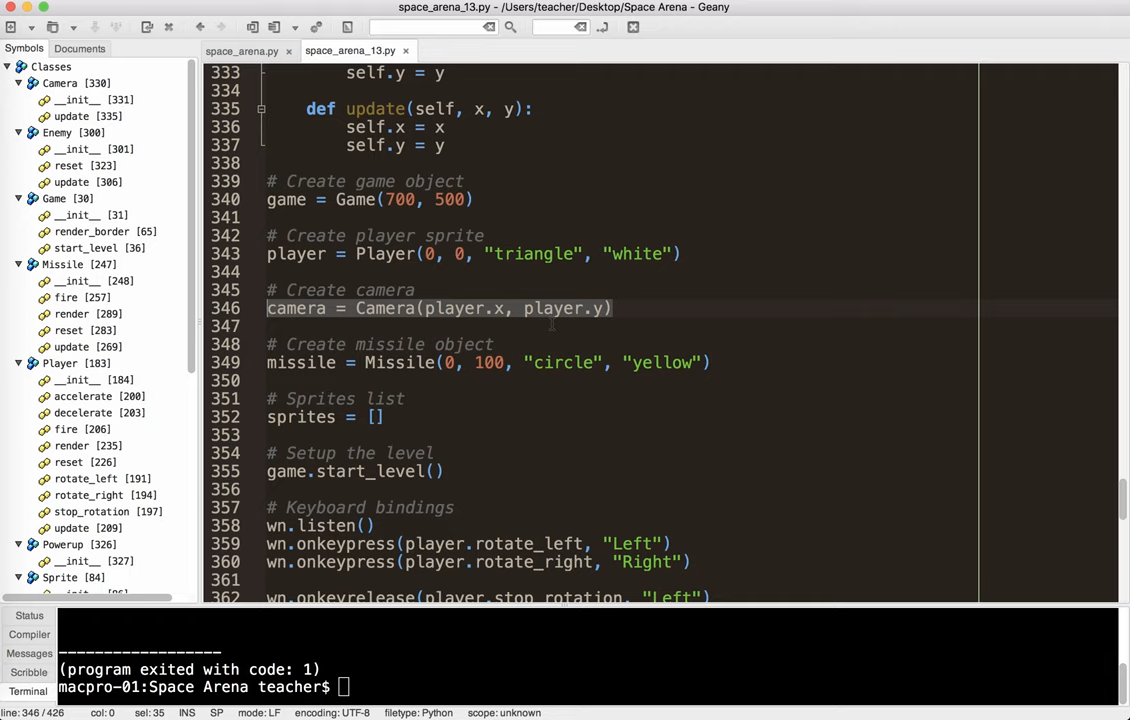 space_arena_13.py - /Users/teacher/Desktop/Space Arena - Geany
Symbols Documents
space_arena.py × space_arena_13.py ×
Classes
Camera [330]
__init__ [331]
update [335]
Enemy [300]
__init__ [301]
reset [323]
update [306]
Game [30]
__init__ [31]
render_border [65]
start_level [36]
Missile [247]
__init__ [248]
fire [257]
render [289]
reset [283]
update [269]
Player [183]
__init__ [184]
accelerate [200]
decelerate [203]
fire [206]
render [235]
reset [226]
rotate_left [191]
rotate_right [194]
stop_rotation [197]
update [209]
Powerup [326]
__init__ [327]
Sprite [84]
__init__ [86]
333 self.y = y
334
335 def update(self, x, y):
336 self.x = x
337 self.y = y
338
339 # Create game object
340 game = Game(700, 500)
341
342 # Create player sprite
343 player = Player(0, 0, "triangle", "white")
344
345 # Create camera
346 camera = Camera(player.x, player.y)
347
348 # Create missile object
349 missile = Missile(0, 100, "circle", "yellow")
350
351 # Sprites list
352 sprites = []
353
354 # Setup the level
355 game.start_level()
356
357 # Keyboard bindings
358 wn.listen()
359 wn.onkeypress(player.rotate_left, "Left")
360 wn.onkeypress(player.rotate_right, "Right")
361
362 wn.onkeyrelease(player.stop_rotation, "Left")
Status
Compiler
Messages
Scribble
Terminal
------------------
(program exited with code: 1)
macpro-01:Space Arena teacher$
line: 346 / 426 col: 0 sel: 35 INS SP mode: LF encoding: UTF-8 filetype: Python scope: unknown